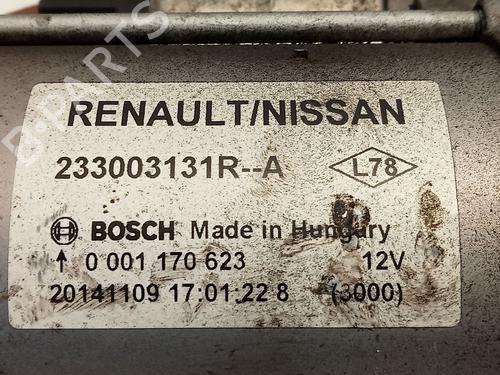 RENAULT/NISSAN
233003131R--A L78
BOSCH Made in Hungary
↑ 0 001 170 623 12V
20141109 17:01:22 8 (3000)
B-PARTS